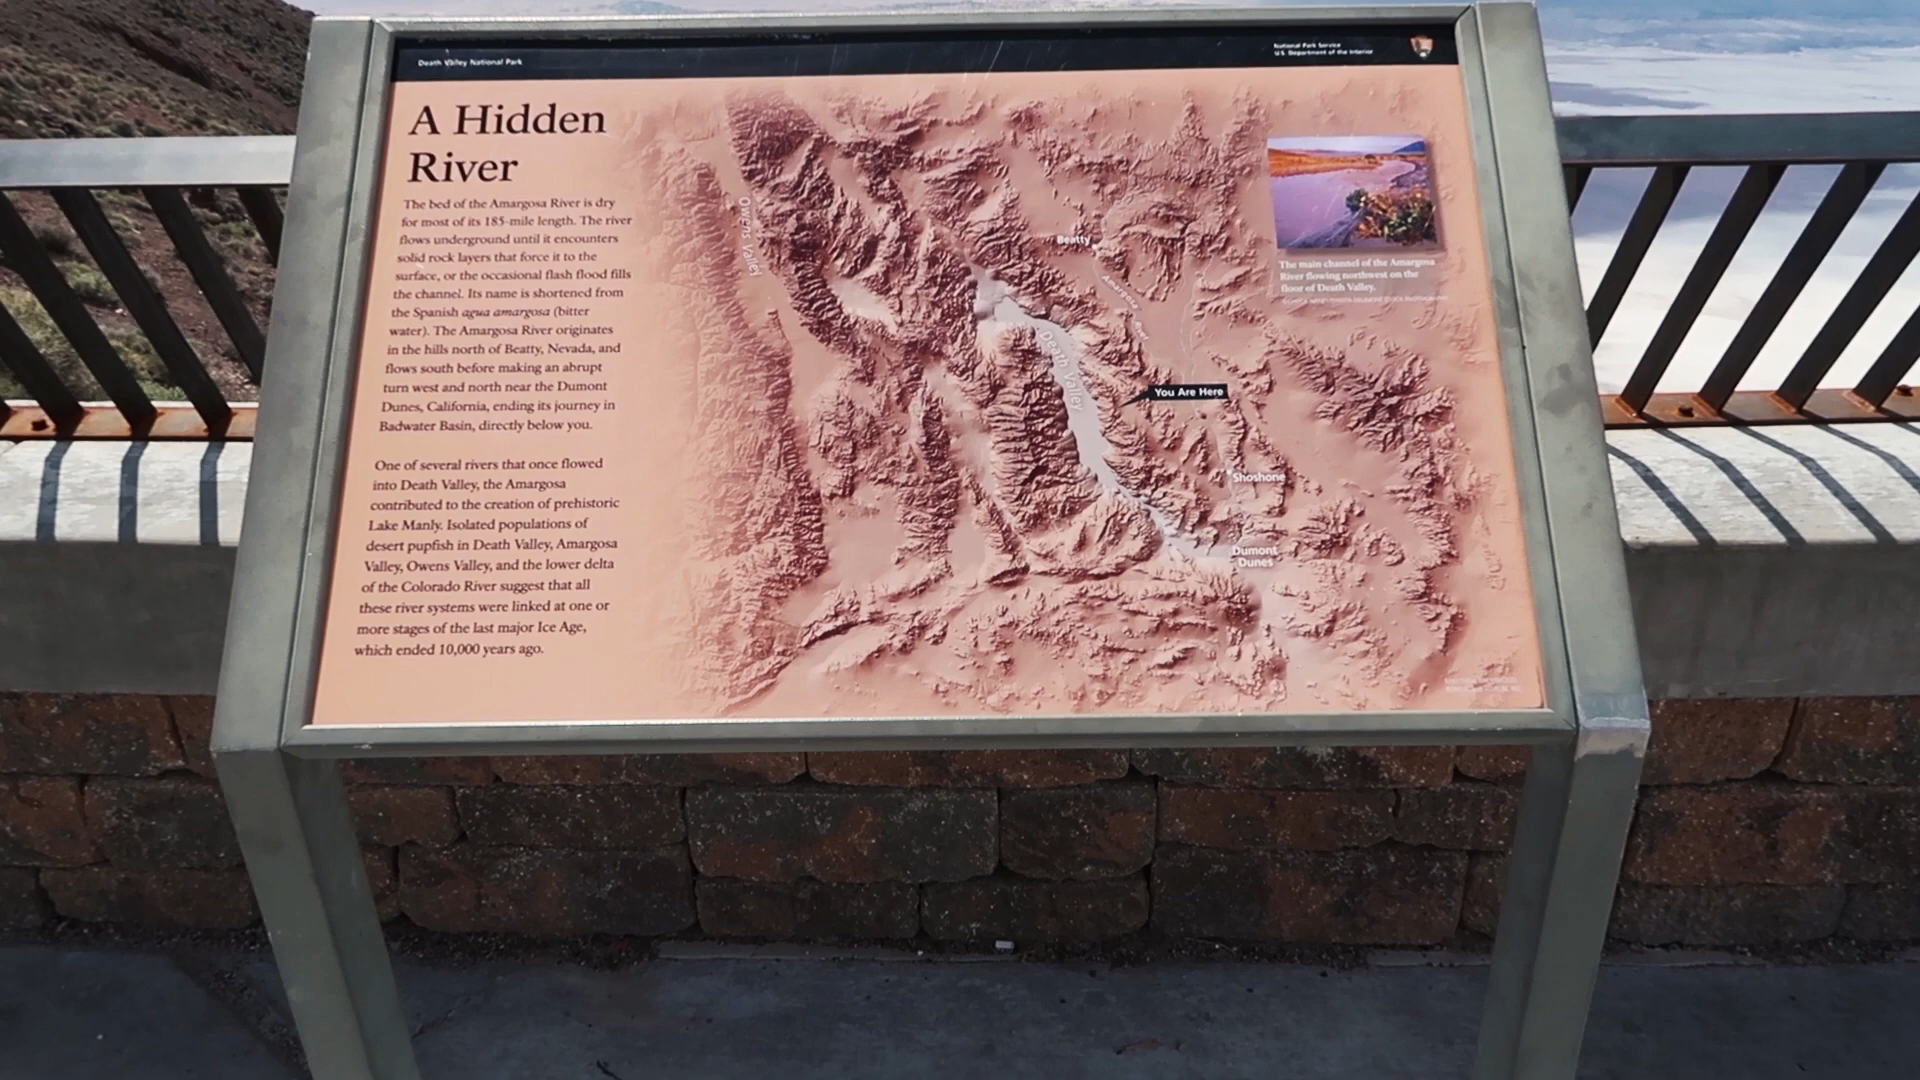 Death Valley National Park
National Park Service
U.S. Department of the Interior
A Hidden
River
The bed of the Amargosa River is dry
for most of its 185-mile length. The river
flows underground until it encounters
solid rock layers that force it to the
surface, or the occasional flash flood fills
the channel. Its name is shortened from
the Spanish agua amargosa (bitter
water). The Amargosa River originates
in the hills north of Beatty, Nevada, and
flows south before making an abrupt
turn west and north near the Dumont
Dunes, California, ending its journey in
Badwater Basin, directly below you.
One of several rivers that once flowed
into Death Valley, the Amargosa
contributed to the creation of prehistoric
Lake Manly. Isolated populations of
desert pupfish in Death Valley, Amargosa
Valley, Owens Valley, and the lower delta
of the Colorado River suggest that all
these river systems were linked at one or
more stages of the last major Ice Age,
which ended 10,000 years ago.
Owens Valley
Beatty
Amargosa River
Death Valley
You Are Here
Shoshone
Dumont
Dunes
The main channel of the Amargosa
River flowing northwest on the
floor of Death Valley.